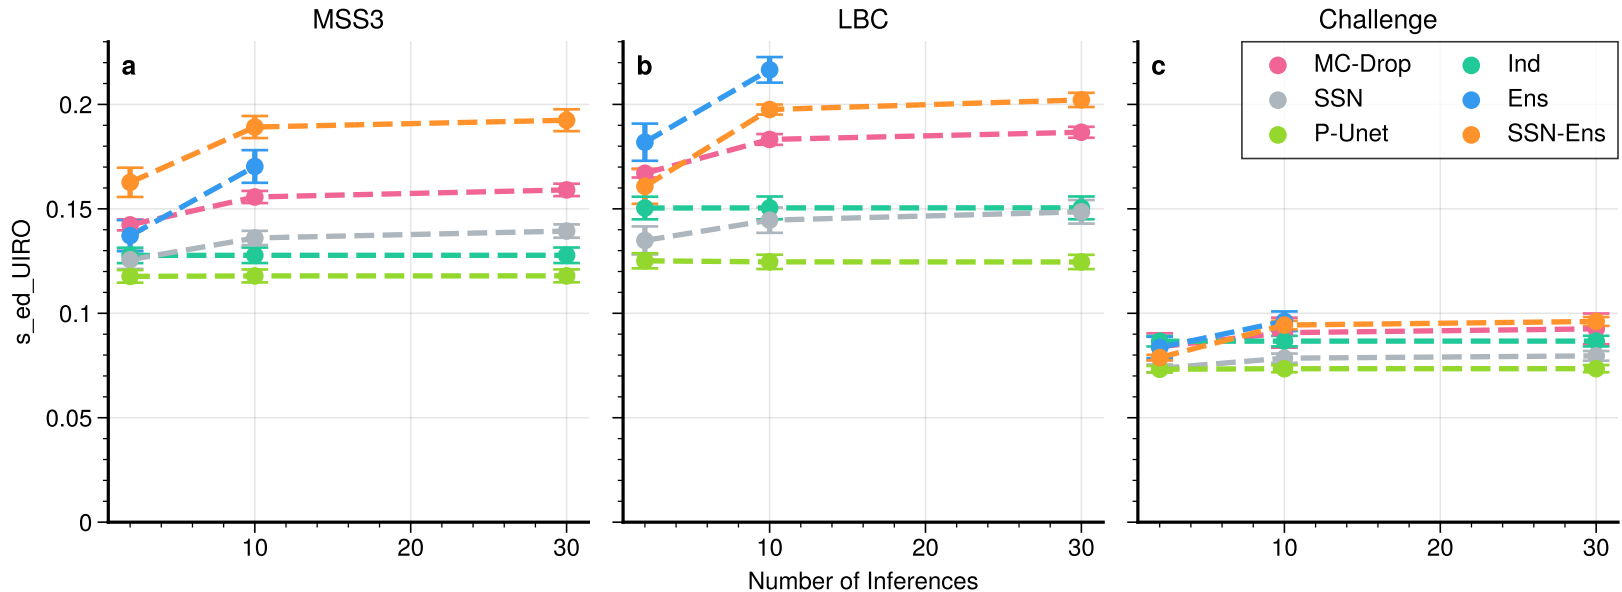 MSS3 LBC Challenge
a b c
MC-Drop Ind
SSN Ens
P-Unet SSN-Ens
s_ed_UIRO
0.2
0.15
0.1
0.05
0
10 20 30 10 20 30 10 20 30
Number of Inferences